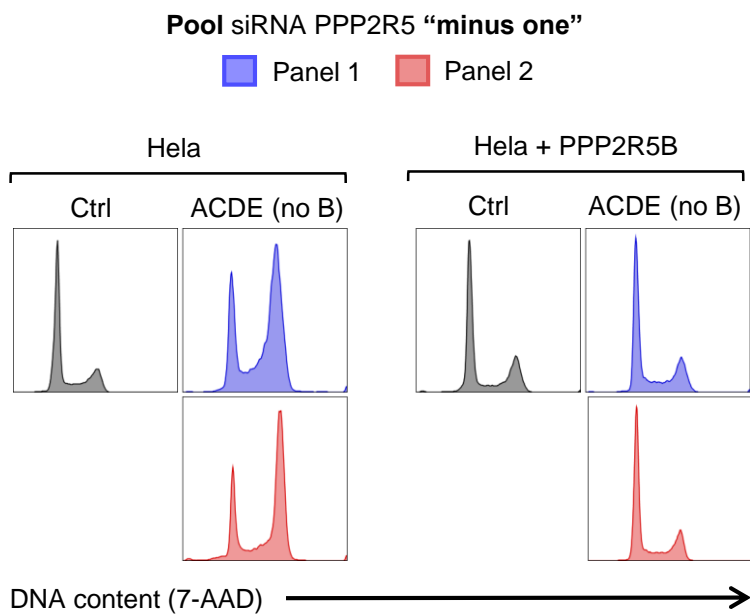 Pool siRNA PPP2R5 “minus one”
Panel 1 Panel 2
Hela Hela + PPP2R5B
Ctrl ACDE (no B) Ctrl ACDE (no B)
DNA content (7-AAD)